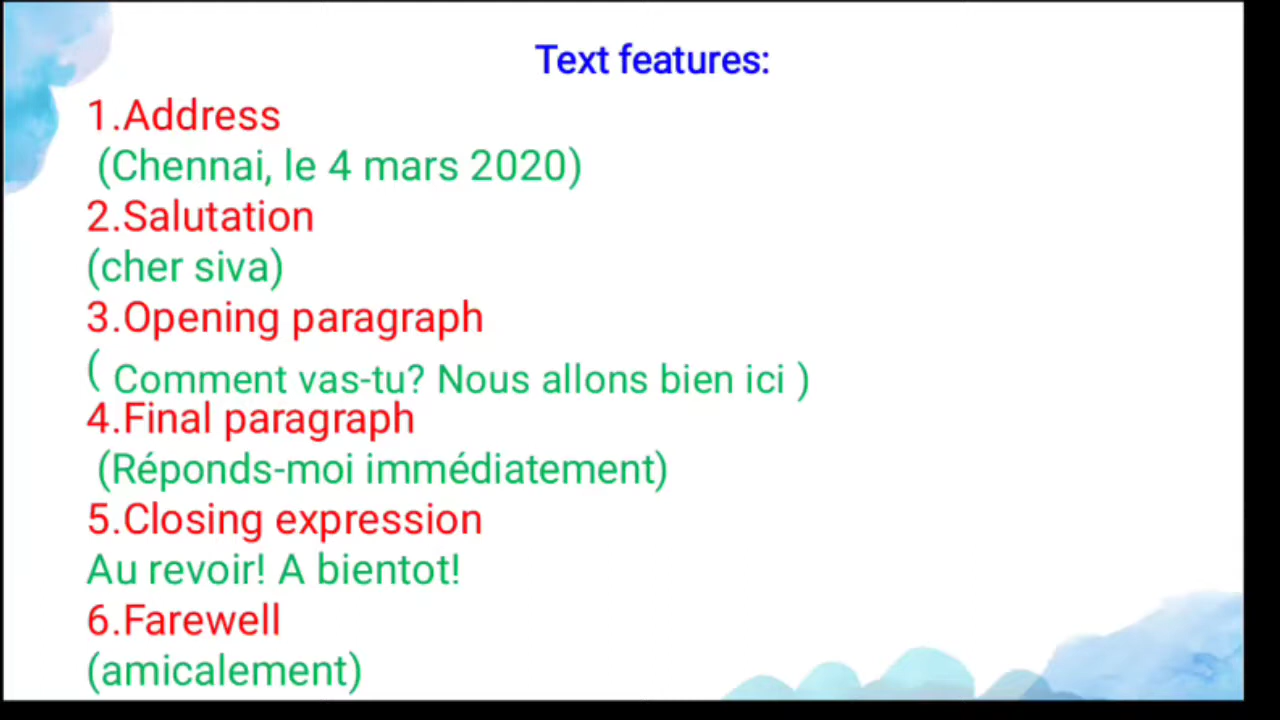 Text features:
1.Address
(Chennai, le 4 mars 2020)
2.Salutation
(cher siva)
3.Opening paragraph
( Comment vas-tu? Nous allons bien ici )
4.Final paragraph
(Réponds-moi immédiatement)
5.Closing expression
Au revoir! A bientot!
6.Farewell
(amicalement)